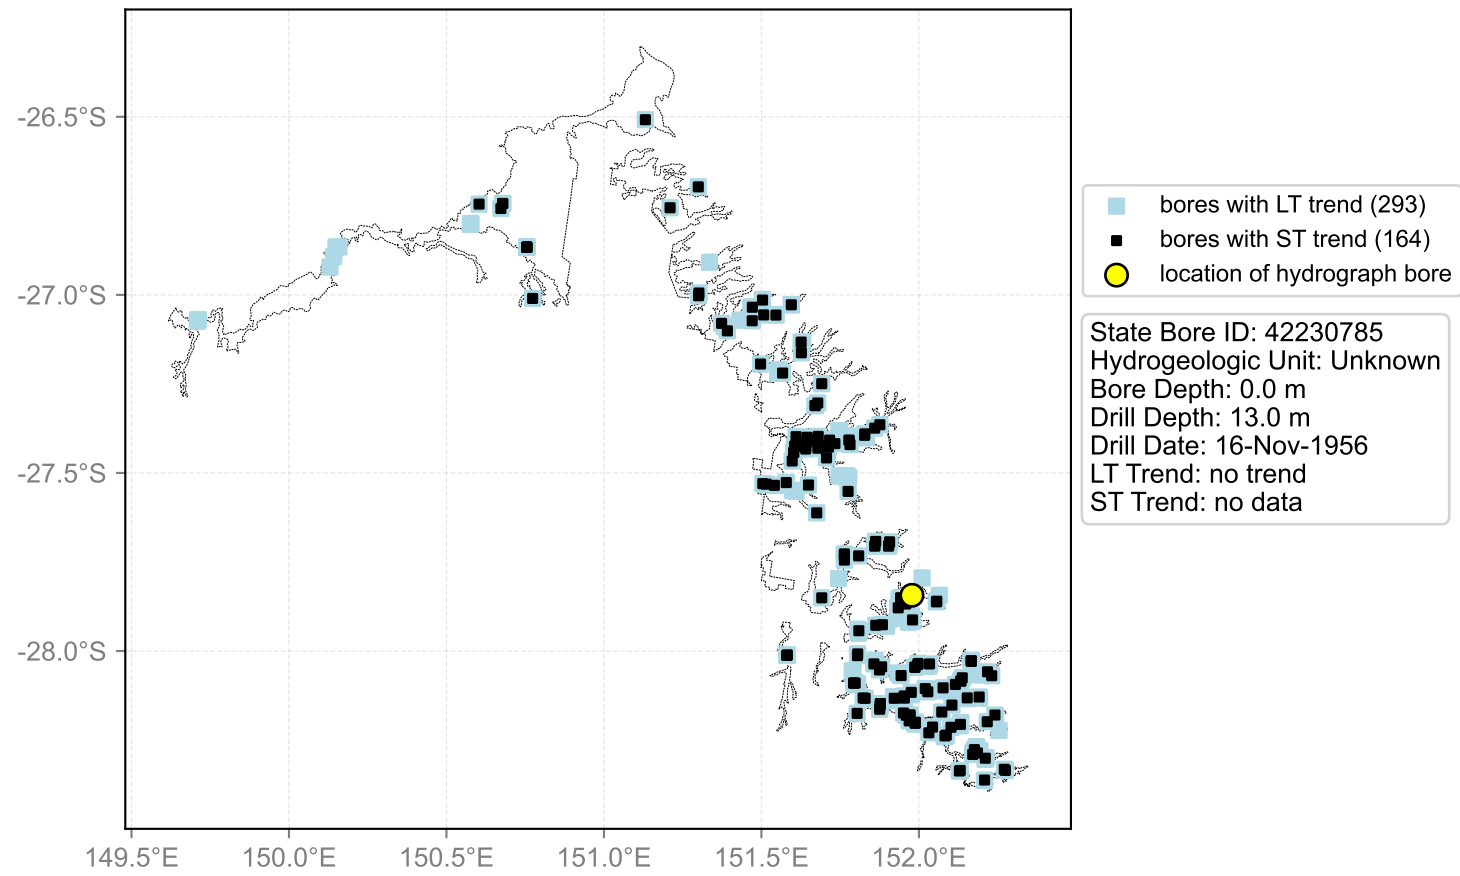 -26.5°S
-27.0°S
-27.5°S
-28.0°S
149.5°E
150.0°E
150.5°E
151.0°E
151.5°E
152.0°E
bores with LT trend (293)
bores with ST trend (164)
location of hydrograph bore
State Bore ID: 42230785
Hydrogeologic Unit: Unknown
Bore Depth: 0.0 m
Drill Depth: 13.0 m
Drill Date: 16-Nov-1956
LT Trend: no trend
ST Trend: no data